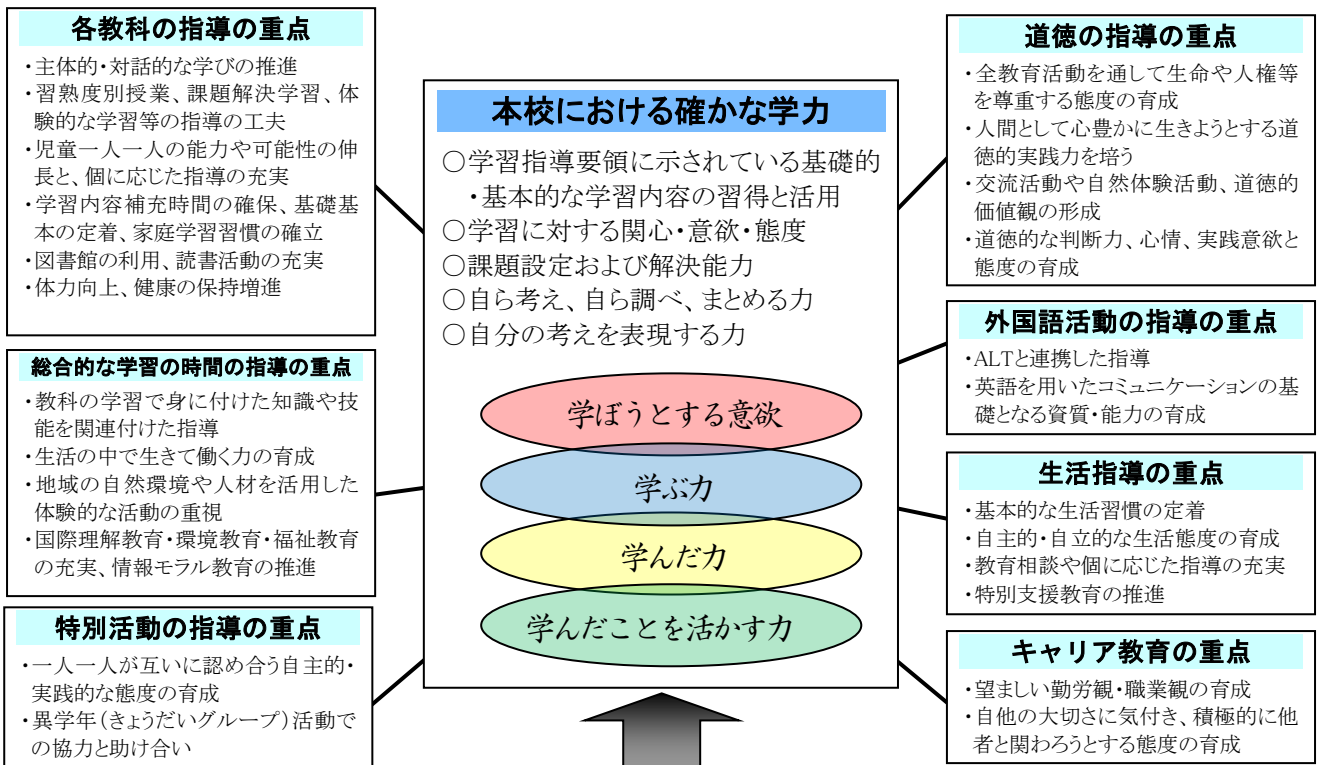 各教科の指導の重点
・主体的・対話的な学びの推進
・習熟度別授業、課題解決学習、体
験的な学習等の指導の工夫
・児童一人一人の能力や可能性の伸
長と、個に応じた指導の充実
・学習内容補充時間の確保、基礎基
本の定着、家庭学習習慣の確立
・図書館の利用、読書活動の充実
・体力向上、健康の保持増進
総合的な学習の時間の指導の重点
・教科の学習で身に付けた知識や技
能を関連付けた指導
・生活の中で生きて働く力の育成
・地域の自然環境や人材を活用した
体験的な活動の重視
・国際理解教育・環境教育・福祉教育
の充実、情報モラル教育の推進
特別活動の指導の重点
・一人一人が互いに認め合う自主的・
実践的な態度の育成
・異学年(きょうだいグループ)活動で
の協力と助け合い
本校における確かな学力
○学習指導要領に示されている基礎的
・基本的な学習内容の習得と活用
○学習に対する関心・意欲・態度
○課題設定および解決能力
○自ら考え、自ら調べ、まとめる力
○自分の考えを表現する力
学ぼうとする意欲
学ぶ力
学んだ力
学んだことを活かす力
道徳の指導の重点
・全教育活動を通して生命や人権等
を尊重する態度の育成
・人間として心豊かに生きようとする道
徳的実践力を培う
・交流活動や自然体験活動、道徳的
価値観の形成
・道徳的な判断力、心情、実践意欲と
態度の育成
外国語活動の指導の重点
・ALTと連携した指導
・英語を用いたコミュニケーションの基
礎となる資質・能力の育成
生活指導の重点
・基本的な生活習慣の定着
・自主的・自立的な生活態度の育成
・教育相談や個に応じた指導の充実
・特別支援教育の推進
キャリア教育の重点
・望ましい勤労観・職業観の育成
・自他の大切さに気付き、積極的に他
者と関わろうとする態度の育成